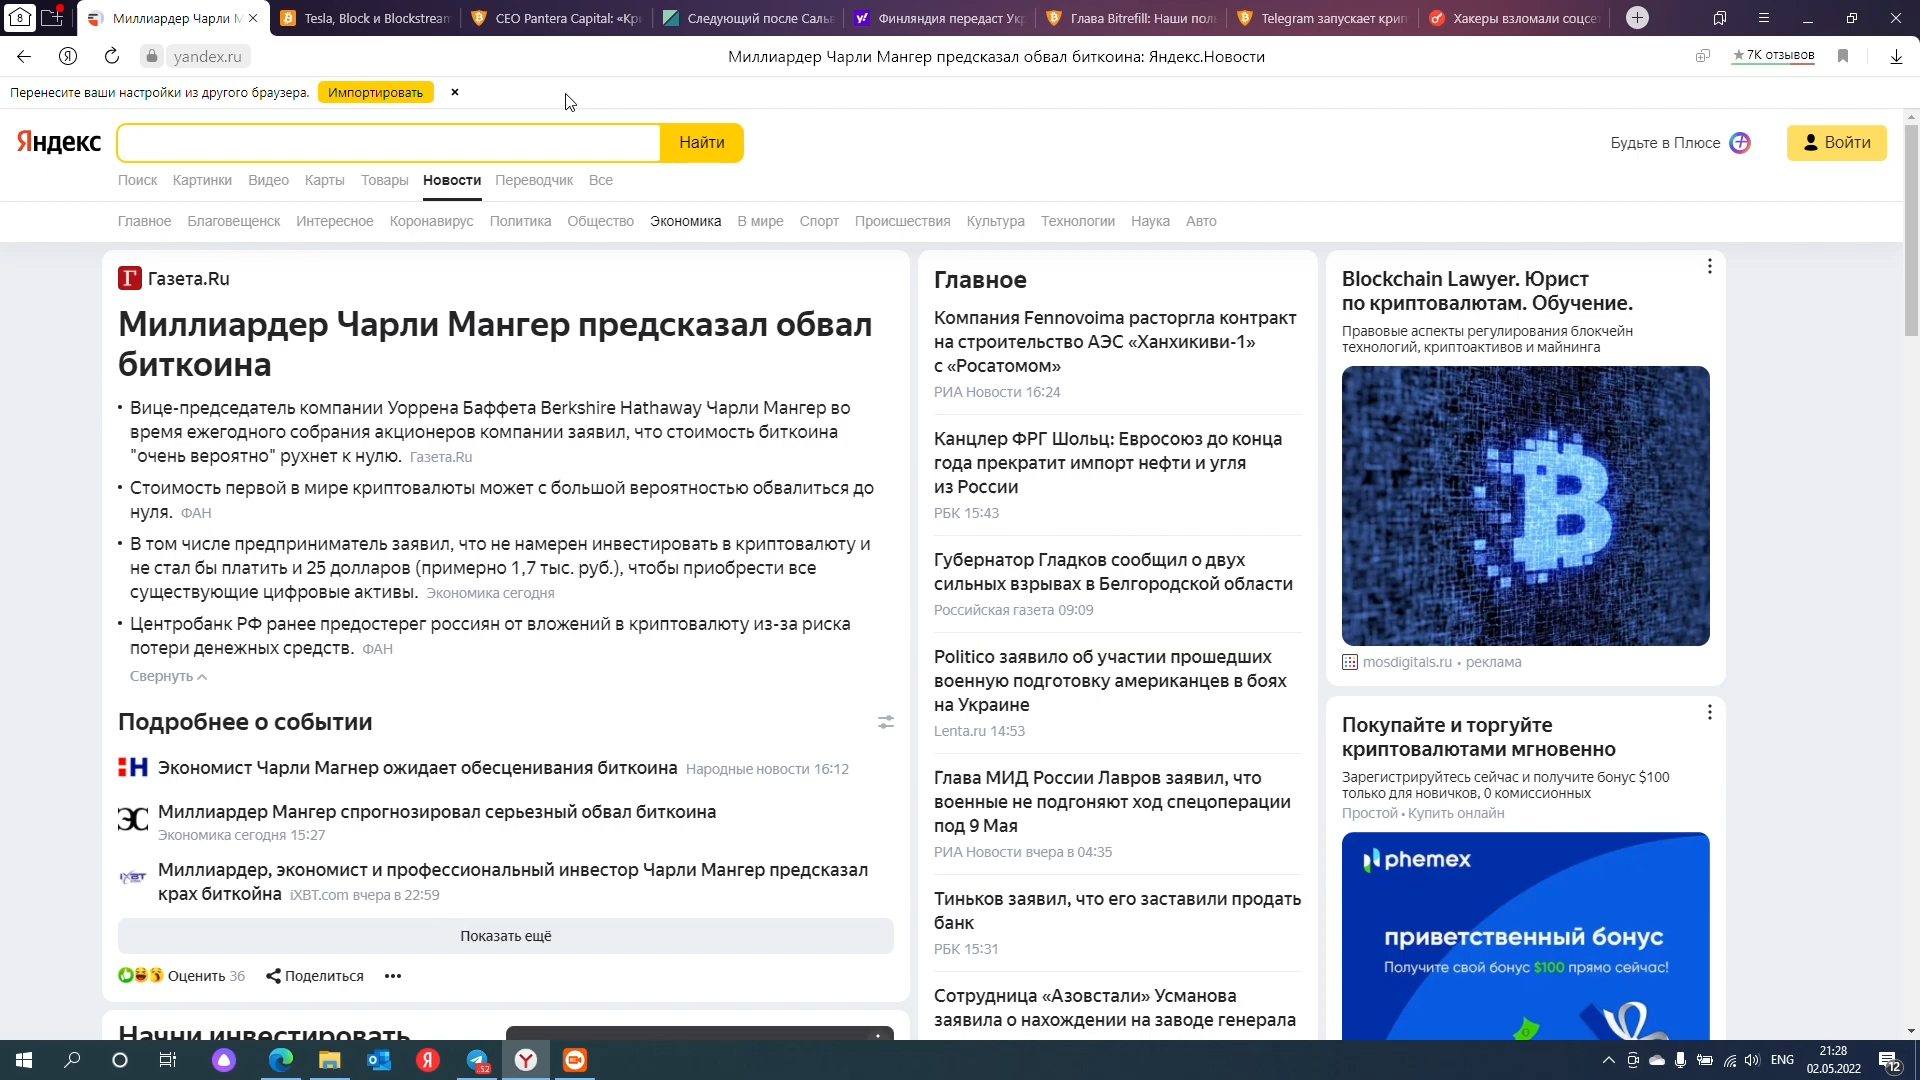 8
Миллиардер Чарли М
Tesla, Block и Blockstream
CEO Pantera Capital: «Кри
Следующий после Сальв
Финляндия передаст Укр
Глава Bitrefill: Наши поль
Telegram запускает крип
Хакеры взломали соцсет
yandex.ru
Миллиардер Чарли Мангер предсказал обвал биткоина: Яндекс.Новости
★ 7K отзывов
Перенесите ваши настройки из другого браузера.
Импортировать
Яндекс
Найти
Будьте в Плюсе
Войти
Поиск Картинки Видео Карты Товары Новости Переводчик Все
Главное Благовещенск Интересное Коронавирус Политика Общество Экономика В мире Спорт Происшествия Культура Технологии Наука Авто
Г Газета.Ru
Миллиардер Чарли Мангер предсказал обвал
биткоина
• Вице-председатель компании Уоррена Баффета Berkshire Hathaway Чарли Мангер во
время ежегодного собрания акционеров компании заявил, что стоимость биткоина
"очень вероятно" рухнет к нулю. Газета.Ru
• Стоимость первой в мире криптовалюты может с большой вероятностью обвалиться до
нуля. ФАН
• В том числе предприниматель заявил, что не намерен инвестировать в криптовалюту и
не стал бы платить и 25 долларов (примерно 1,7 тыс. руб.), чтобы приобрести все
существующие цифровые активы. Экономика сегодня
• Центробанк РФ ранее предостерег россиян от вложений в криптовалюту из-за риска
потери денежных средств. ФАН
Свернуть
Подробнее о событии
:Н Экономист Чарли Магнер ожидает обесценивания биткоина Народные новости 16:12
ЭС Миллиардер Мангер спрогнозировал серьезный обвал биткоина
Экономика сегодня 15:27
iXBT Миллиардер, экономист и профессиональный инвестор Чарли Мангер предсказал
крах биткойна iXBT.com вчера в 22:59
Показать ещё
Оценить 36 Поделиться •••
Начни инвестировать
Главное
Компания Fennovoima расторгла контракт
на строительство АЭС «Ханхикиви-1»
с «Росатомом»
РИА Новости 16:24
Канцлер ФРГ Шольц: Евросоюз до конца
года прекратит импорт нефти и угля
из России
РБК 15:43
Губернатор Гладков сообщил о двух
сильных взрывах в Белгородской области
Российская газета 09:09
Politico заявило об участии прошедших
военную подготовку американцев в боях
на Украине
Lenta.ru 14:53
Глава МИД России Лавров заявил, что
военные не подгоняют ход спецоперации
под 9 Мая
РИА Новости вчера в 04:35
Тиньков заявил, что его заставили продать
банк
РБК 15:31
Сотрудница «Азовстали» Усманова
заявила о нахождении на заводе генерала
Blockchain Lawyer. Юрист
по криптовалютам. Обучение.
Правовые аспекты регулирования блокчейн
технологий, криптоактивов и майнинга
mosdigitals.ru • реклама
Покупайте и торгуйте
криптовалютами мгновенно
Зарегистрируйтесь сейчас и получите бонус $100
только для новичков, 0 комиссионных
Простой • Купить онлайн
phemex
приветственный бонус
Получите свой бонус $100 прямо сейчас!
52
ENG
21:28
02.05.2022
12